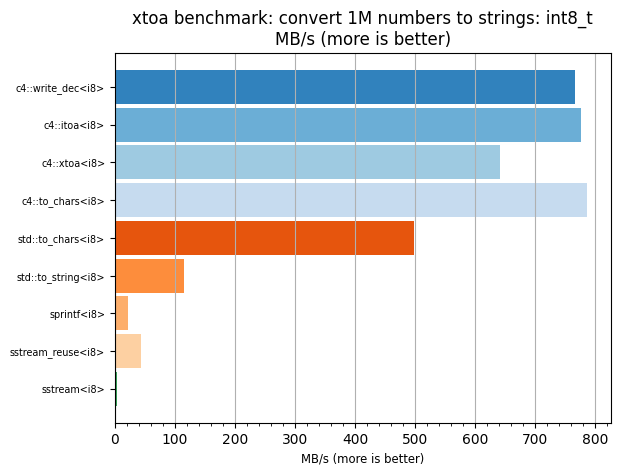 xtoa benchmark: convert 1M numbers to strings: int8_t
MB/s (more is better)
c4::write_dec<i8>
c4::itoa<i8>
c4::xtoa<i8>
c4::to_chars<i8>
std::to_chars<i8>
std::to_string<i8>
sprintf<i8>
sstream_reuse<i8>
sstream<i8>
0 100 200 300 400 500 600 700 800
MB/s (more is better)